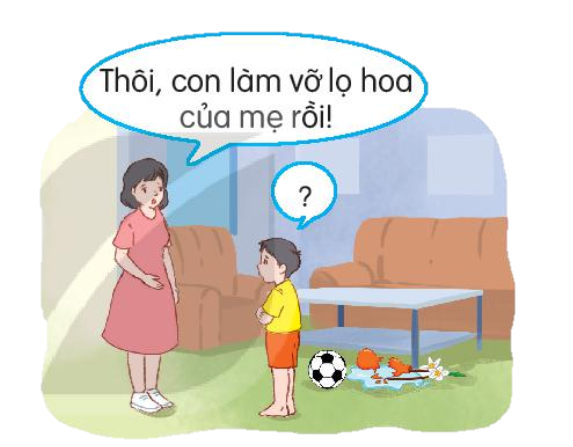 Thôi, con làm vỡ lọ hoa
của mẹ rồi!
?